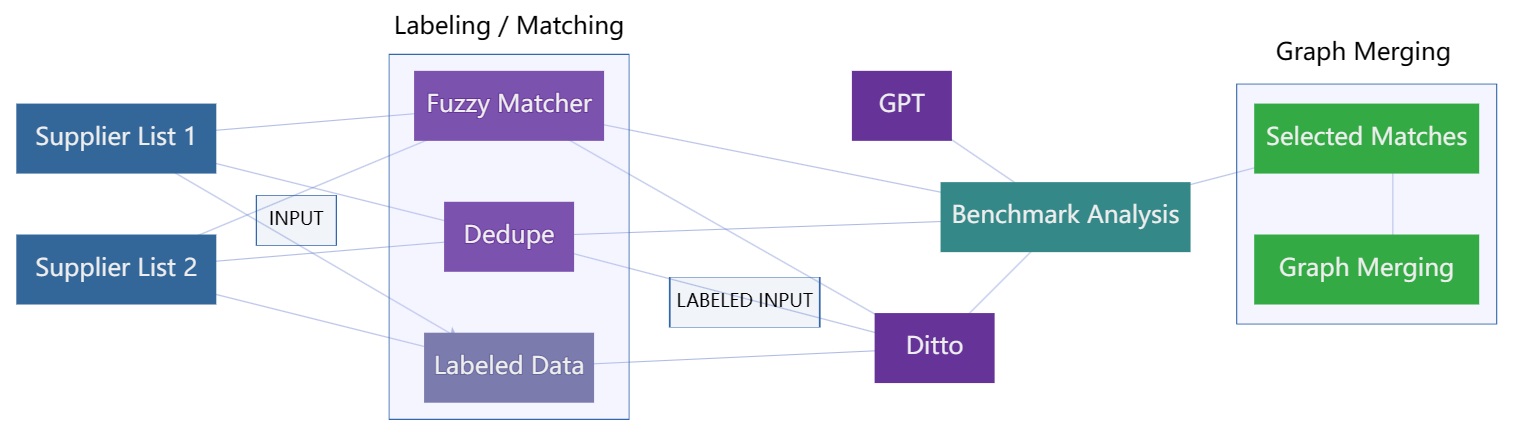 Labeling / Matching
Graph Merging
Fuzzy Matcher
GPT
Supplier List 1
Selected Matches
INPUT
Dedupe
Benchmark Analysis
Supplier List 2
Graph Merging
LABELED INPUT
Ditto
Labeled Data